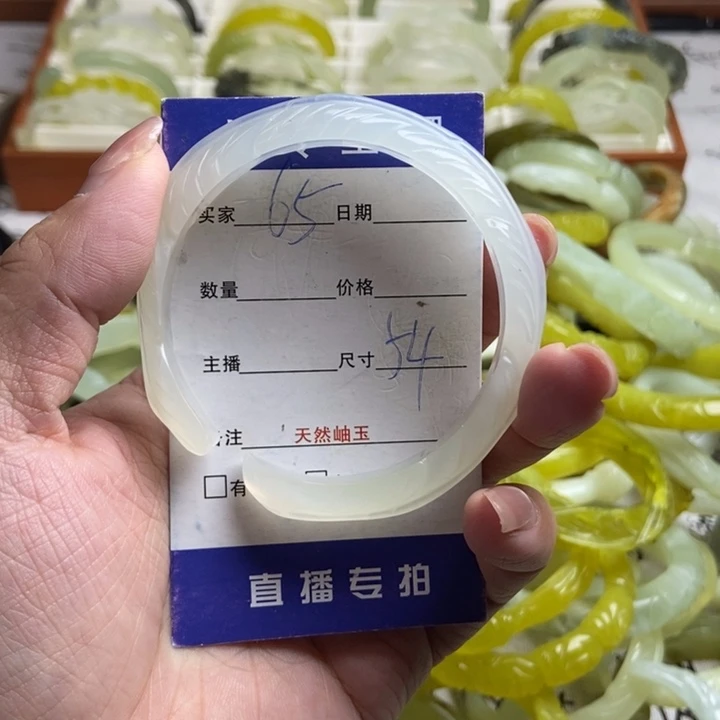 买家 65 日期
数量 价格
主播 尺寸 54
注 天然岫玉
□有
直播专拍